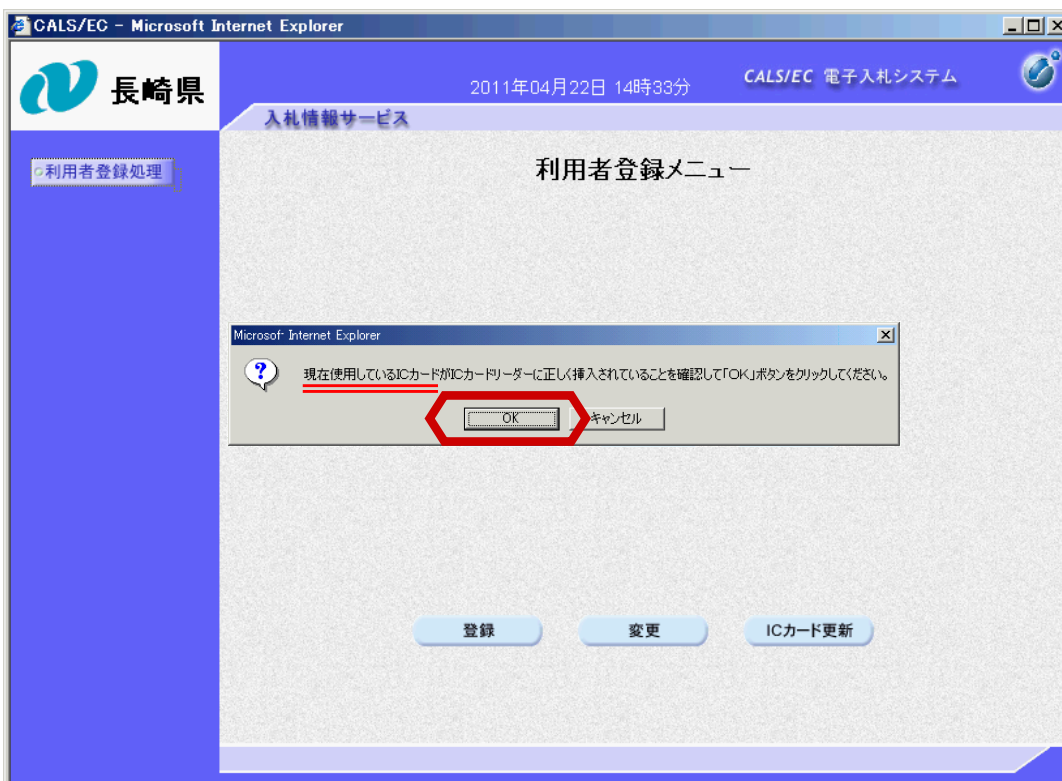 CALS/EC - Microsoft Internet Explorer
長崎県
2011年04月22日 14時33分
CALS/EC 電子入札システム
入札情報サービス
利用者登録処理
利用者登録メニュー
Microsoft Internet Explorer
現在使用しているICカードがICカードリーダーに正しく挿入されていることを確認して「OK」ボタンをクリックしてください。
OK
キャンセル
登録
変更
ICカード更新